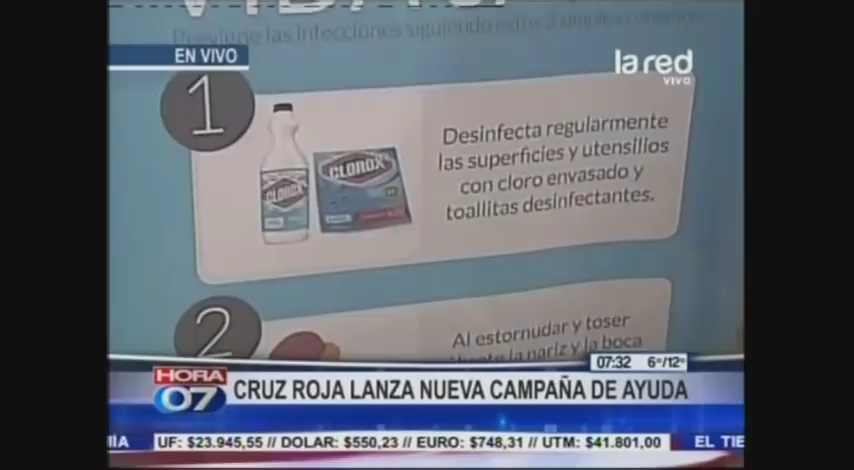 Previene las infecciones siguiendo estos
EN VIVO
la red
VIVO
1
CLOROX
CLOROX
Desinfecta regularmente
las superficies y utensilios
con cloro envasado y
toallitas desinfectantes.
2
Al estornudar y toser
la nariz y la boca
07:32 6°/12°
HORA
07
CRUZ ROJA LANZA NUEVA CAMPAÑA DE AYUDA
UF: $23.945,55 // DOLAR: $550,23 // EURO: $748,31 // UTM: $41.801,00
EL TIE